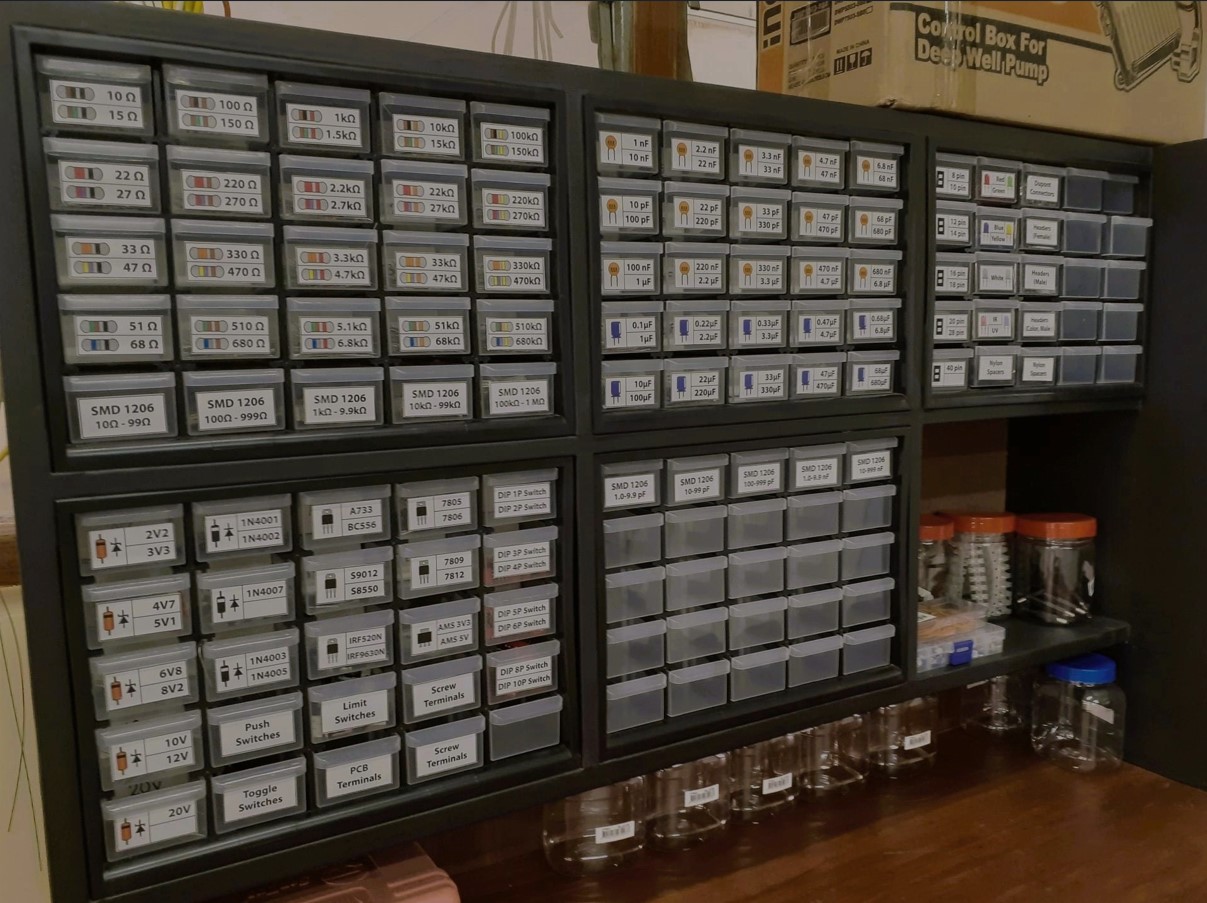 Control Box For
Deep Well Pump
MADE IN CHINA
10 Ω
15 Ω
100 Ω
150 Ω
1kΩ
1.5kΩ
10kΩ
15kΩ
100kΩ
150kΩ
22 Ω
27 Ω
220 Ω
270 Ω
2.2kΩ
2.7kΩ
22kΩ
27kΩ
220kΩ
270kΩ
33 Ω
47 Ω
330 Ω
470 Ω
3.3kΩ
4.7kΩ
33kΩ
47kΩ
330kΩ
470kΩ
51 Ω
68 Ω
510 Ω
680 Ω
5.1kΩ
6.8kΩ
51kΩ
68kΩ
510kΩ
680kΩ
SMD 1206
10Ω - 99Ω
SMD 1206
100Ω - 999Ω
SMD 1206
1kΩ - 9.9kΩ
SMD 1206
10kΩ - 99kΩ
SMD 1206
100kΩ - 1 MΩ
1 nF
10 nF
2.2 nF
22 nF
3.3 nF
33 nF
4.7 nF
47 nF
6.8 nF
68 nF
10 pF
100 pF
22 pF
220 pF
33 pF
330 pF
47 pF
470 pF
68 pF
680 pF
100 nF
1 µF
220 nF
2.2 µF
330 nF
3.3 µF
470 nF
4.7 µF
680 nF
6.8 µF
0.1µF
1µF
0.22µF
2.2µF
0.33µF
3.3µF
0.47µF
4.7µF
0.68µF
6.8µF
10µF
100µF
22µF
220µF
33µF
330µF
47µF
470µF
68µF
680µF
8 pin
10 pin
Red
Green
Dupont
Connectors
12 pin
14 pin
Blue
Yellow
Headers
(Female)
16 pin
18 pin
White
Headers
(Male)
20 pin
28 pin
IR
UV
Headers
(Color, Male)
40 pin
Nylon
Spacers
Nylon
Spacers
2V2
3V3
1N4001
1N4002
A733
BC556
7805
7806
DIP 1P Switch
DIP 2P Switch
4V7
5V1
1N4007
S9012
S8550
7809
7812
DIP 3P Switch
DIP 4P Switch
6V8
8V2
1N4003
1N4005
IRF520N
IRF9630N
AMS 3V3
AMS 5V
DIP 5P Switch
DIP 6P Switch
10V
12V
Push
Switches
Limit
Switches
Screw
Terminals
DIP 8P Switch
DIP 10P Switch
20V
20V
Toggle
Switches
PCB
Terminals
Screw
Terminals
SMD 1206
1.0-9.9 pF
SMD 1206
10-99 pF
SMD 1206
100-999 pF
SMD 1206
1.0-9.9 nF
SMD 1206
10-999 nF